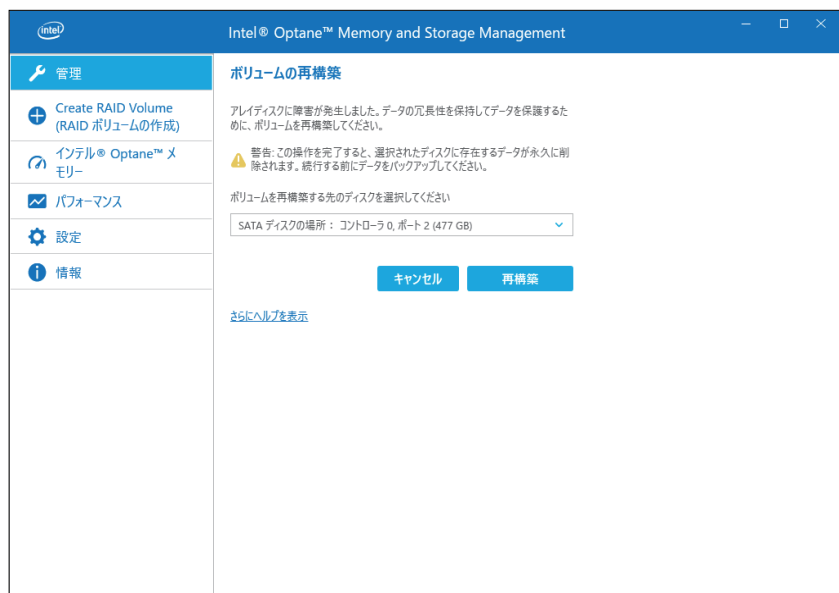 intel
Intel® Optane™ Memory and Storage Management
管理
Create RAID Volume
(RAID ボリュームの作成)
インテル® Optane™ メ
モリー
パフォーマンス
設定
情報
ボリュームの再構築
アレイディスクに障害が発生しました。データの冗長性を保持してデータを保護するた
めに、ボリュームを再構築してください。
警告: この操作を完了すると、選択されたディスクに存在するデータが永久に削
除されます。続行する前にデータをバックアップしてください。
ボリュームを再構築する先のディスクを選択してください
SATA ディスクの場所： コントローラ 0, ポート 2 (477 GB)
キャンセル
再構築
さらにヘルプを表示